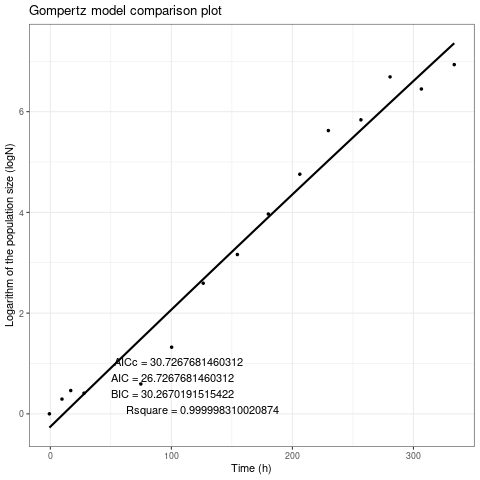 Gompertz model comparison plot
Logarithm of the population size (logN)
6
4
2
0
AICc = 30.7267681460312
AIC = 26.7267681460312
BIC = 30.2670191515422
Rsquare = 0.999998310020874
0
100
200
300
Time (h)